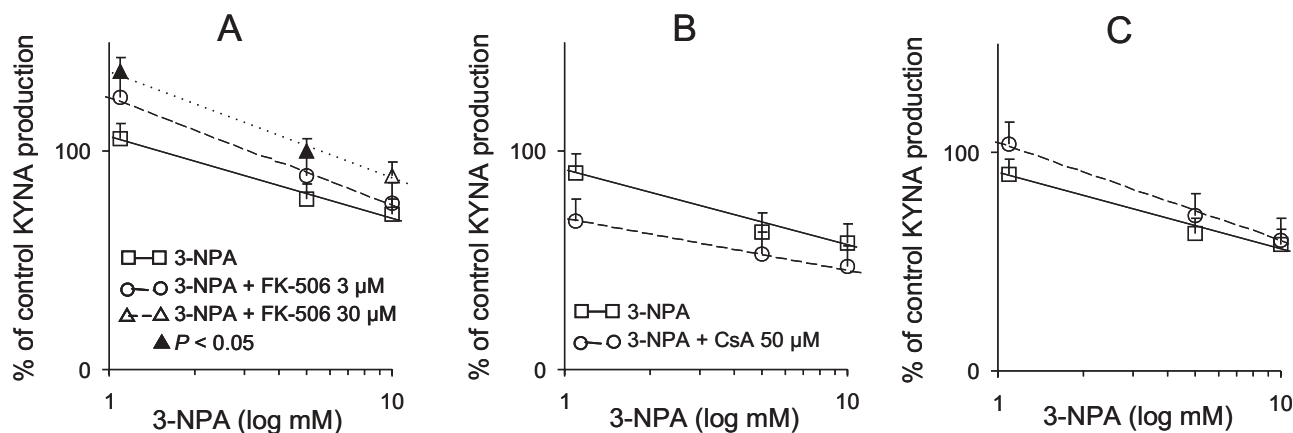 A
% of control KYNA production
100
0
3-NPA
3-NPA + FK-506 3 µM
3-NPA + FK-506 30 µM
P < 0.05
1
10
3-NPA (log mM)
B
% of control KYNA production
100
0
3-NPA
3-NPA + CsA 50 µM
1
10
3-NPA (log mM)
C
% of control KYNA production
100
0
1
10
3-NPA (log mM)